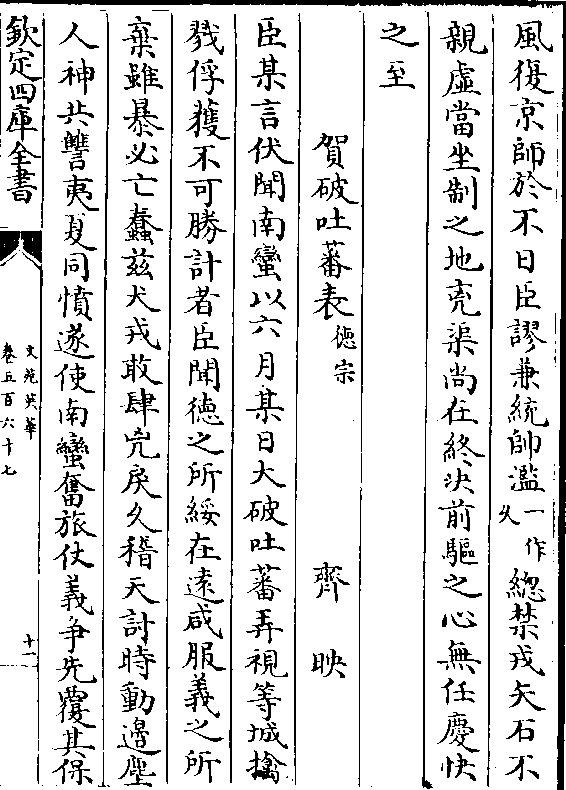 風復京師於不日臣謬兼統帥濫一作久總禁戎矢石不
親虛當坐制之地兗渠尚在終決前驅之心無任慶快
之至
賀破吐蕃表德宗 齊映
臣某言伏聞南蠻以六月某日大破吐蕃弄視等城擒
戮俘獲不可勝計者臣聞德之所綏在遠咸服義之所
棄雖暴必亡蠢茲犬戎敢肆兇戾久稽天討時動邊塵
人神共讐夷夏同憤遂使南蠻奮旅仗義爭先覆其保
欽定四庫全書
文苑英華
卷五百六十七
十一